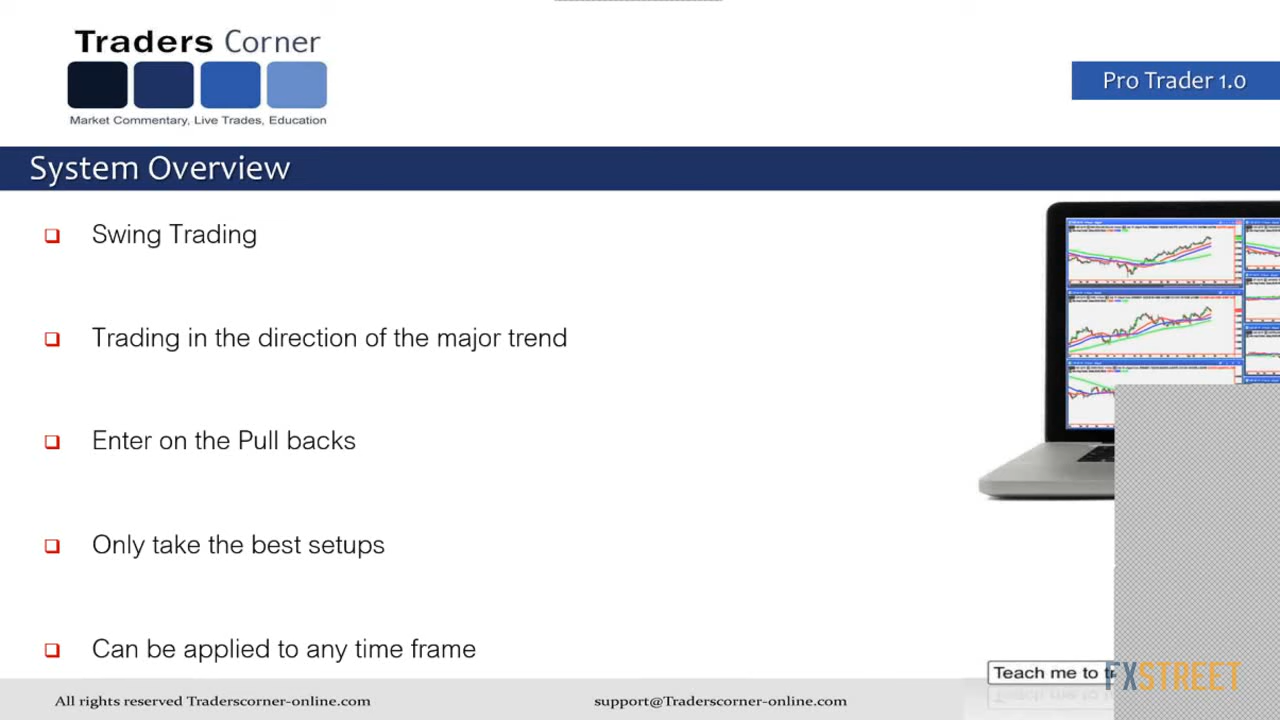 Traders Corner
Market Commentary, Live Trades, Education
Pro Trader 1.0
System Overview
Swing Trading
Trading in the direction of the major trend
Enter on the Pull backs
Only take the best setups
Can be applied to any time frame
Teach me to
FXSTREET
All rights reserved Traderscorner-online.com
support@Traderscorner-online.com